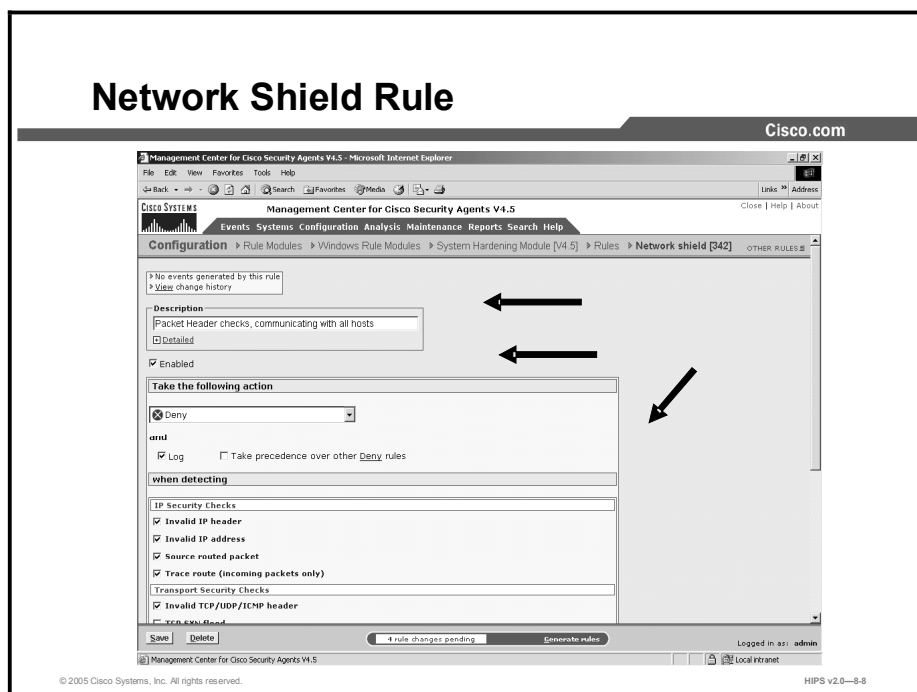 Network Shield Rule
Cisco.com
Management Center for Cisco Security Agents V4.5 - Microsoft Internet Explorer
File Edit View Favorites Tools Help
Back Search Favorites Media Links » Address
CISCO SYSTEMS Management Center for Cisco Security Agents V4.5 Close | Help | About
Events Systems Configuration Analysis Maintenance Reports Search Help
Configuration Rule Modules Windows Rule Modules System Hardening Module [V4.5] Rules Network shield [342] OTHER RULES
No events generated by this rule
View change history
Description
Packet Header checks, communicating with all hosts
Detailed
Enabled
Take the following action
Deny
and
Log Take precedence over other Deny rules
when detecting
IP Security Checks
Invalid IP header
Invalid IP address
Source routed packet
Trace route (incoming packets only)
Transport Security Checks
Invalid TCP/UDP/ICMP header
TCP SYN flood
Save Delete 4 rule changes pending Generate rules Logged in as: admin
Management Center for Cisco Security Agents V4.5 Local intranet
© 2005 Cisco Systems, Inc. All rights reserved. HIPS v2.0—8-8